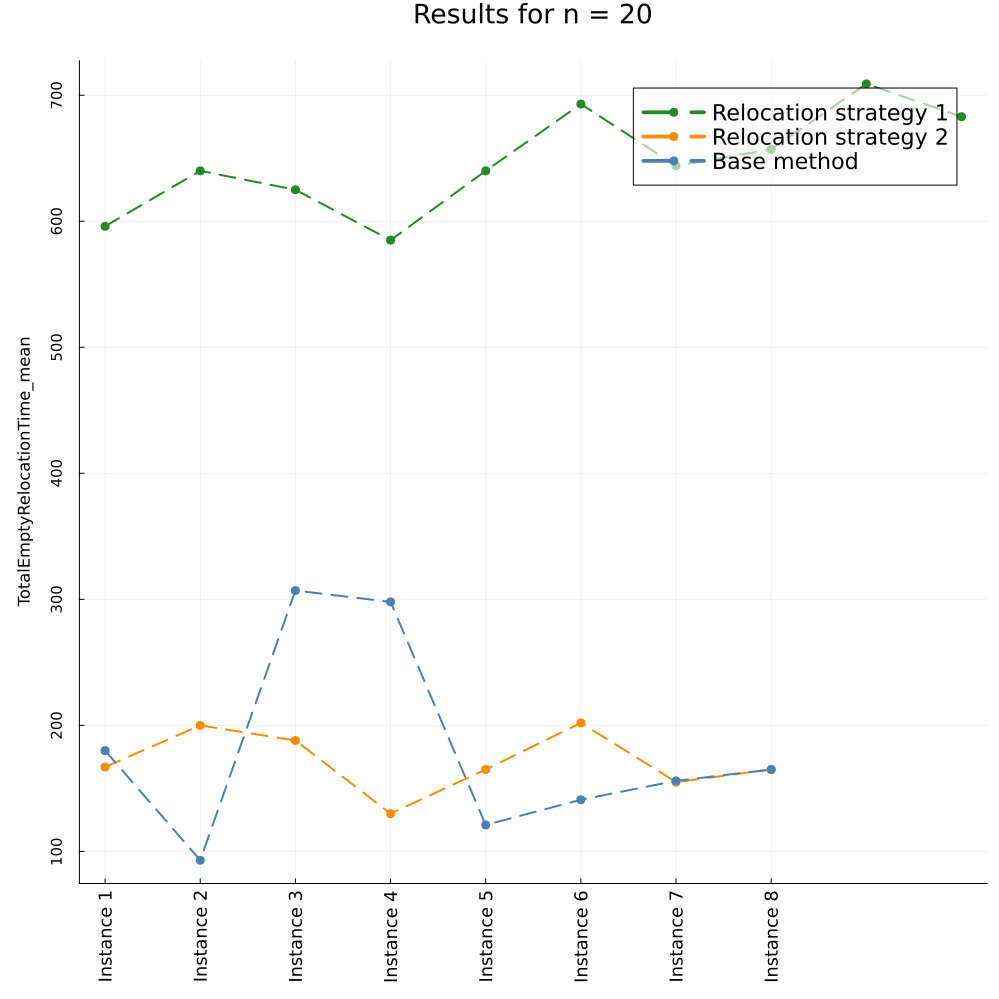 Results for n = 20
TotalEmptyRelocationTime_mean
700
600
500
400
300
200
100
Relocation strategy 1
Relocation strategy 2
Base method
Instance 1
Instance 2
Instance 3
Instance 4
Instance 5
Instance 6
Instance 7
Instance 8